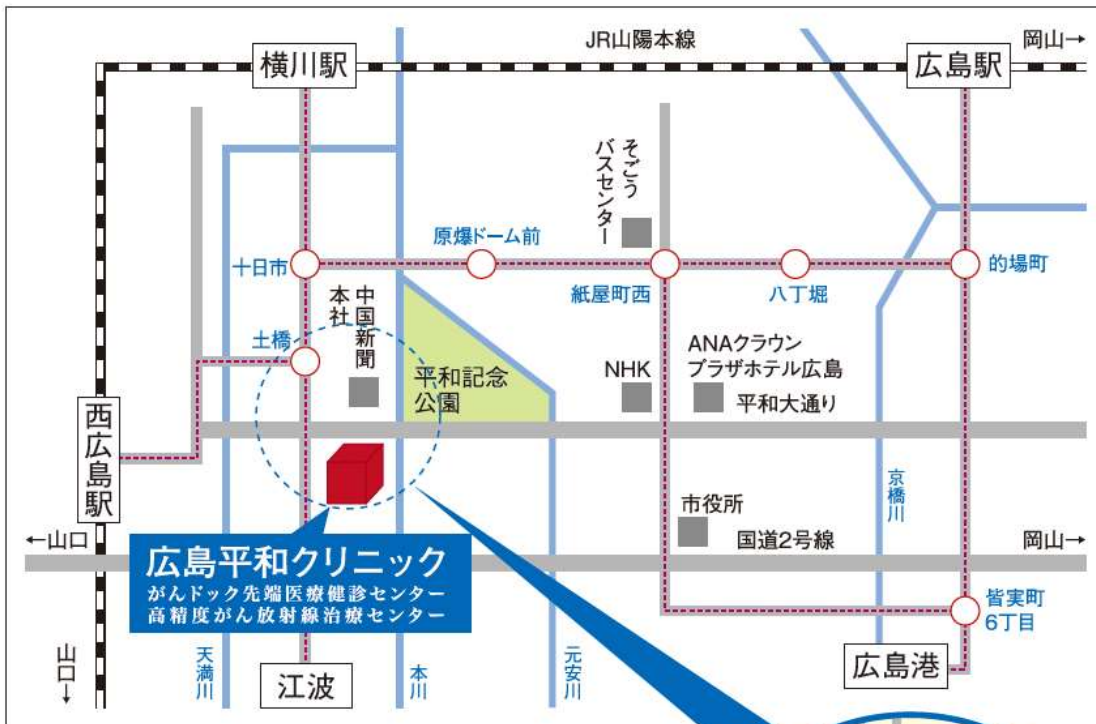 JR山陽本線
岡山→
横川駅
広島駅
そごう
バスセンター
原爆ドーム前
十日市
紙屋町西
八丁堀
的場町
中国新聞
本社
土橋
平和記念
公園
NHK
ANAクラウン
プラザホテル広島
平和大通り
西広島駅
京橋川
市役所
←山口
国道2号線
岡山→
広島平和クリニック
がんドック先端医療健診センター
高精度がん放射線治療センター
皆実町
6丁目
山口→
天満川
江波
本川
元安川
広島港